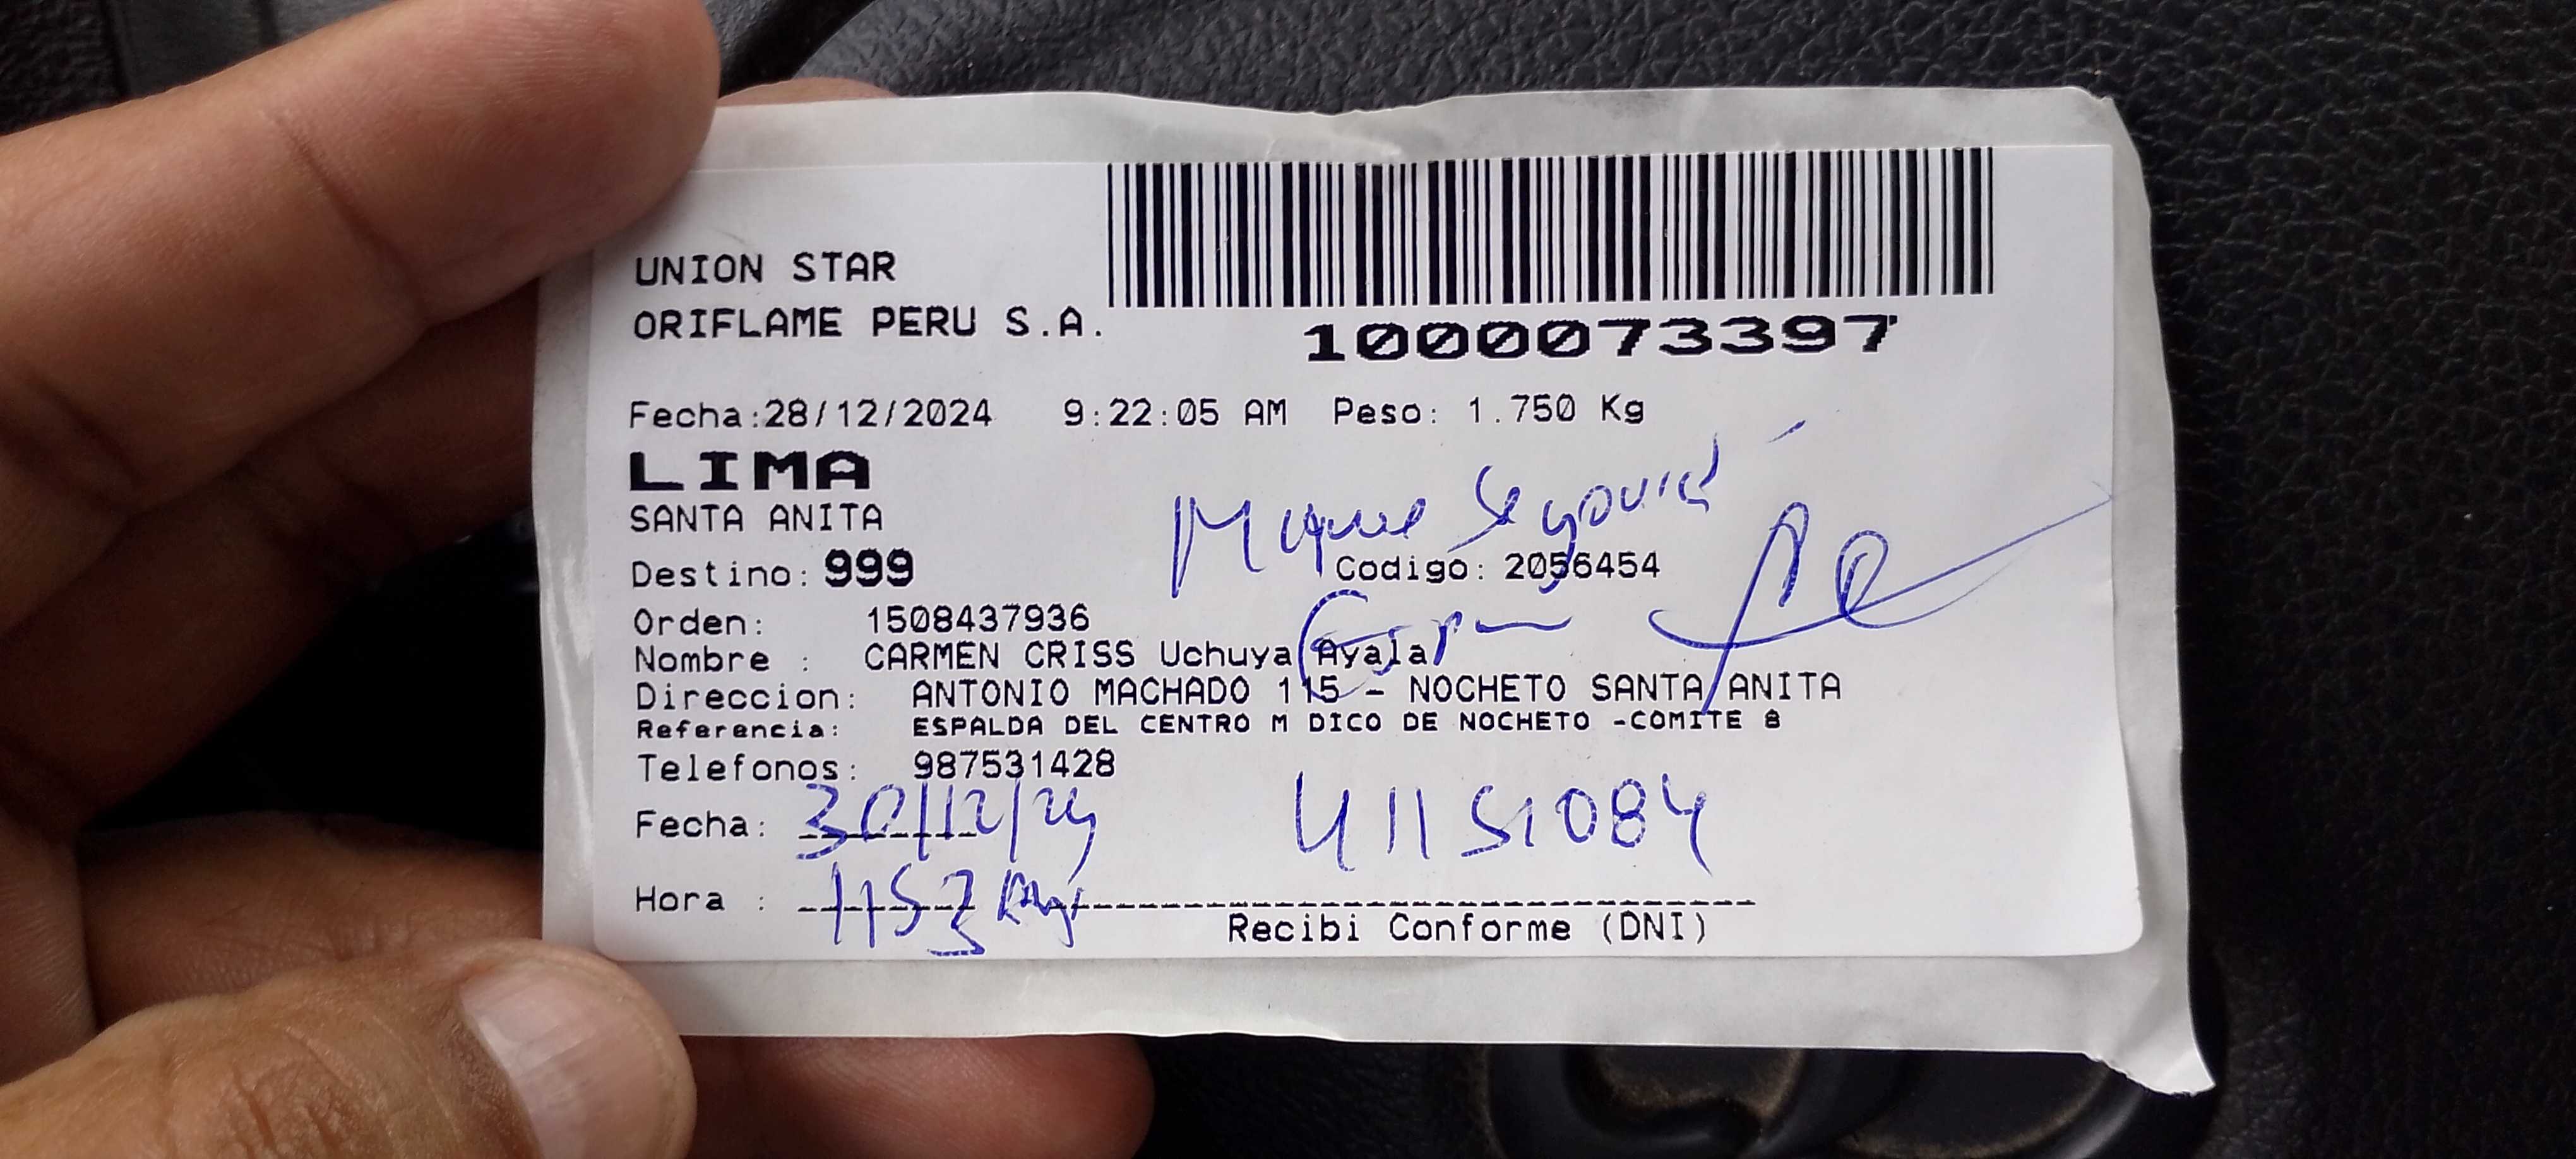 UNION STAR
ORIFLAME PERU S.A.
1000073397
Fecha:28/12/2024 9:22:05 AM Peso: 1.750 Kg
LIMA
SANTA ANITA
Segovia
Destino: 999 Codigo: 2056454
Orden: 1508437936
Nombre : CARMEN CRISS Uchuya Ayala
Direccion: ANTONIO MACHADO 115 - NOCHETO SANTA ANITA
Referencia: ESPALDA DEL CENTRO M DICO DE NOCHETO -COMITE 8
Telefonos: 987531428
Fecha: 30/12/24 41151084
Hora : 1153
Recibi Conforme (DNI)